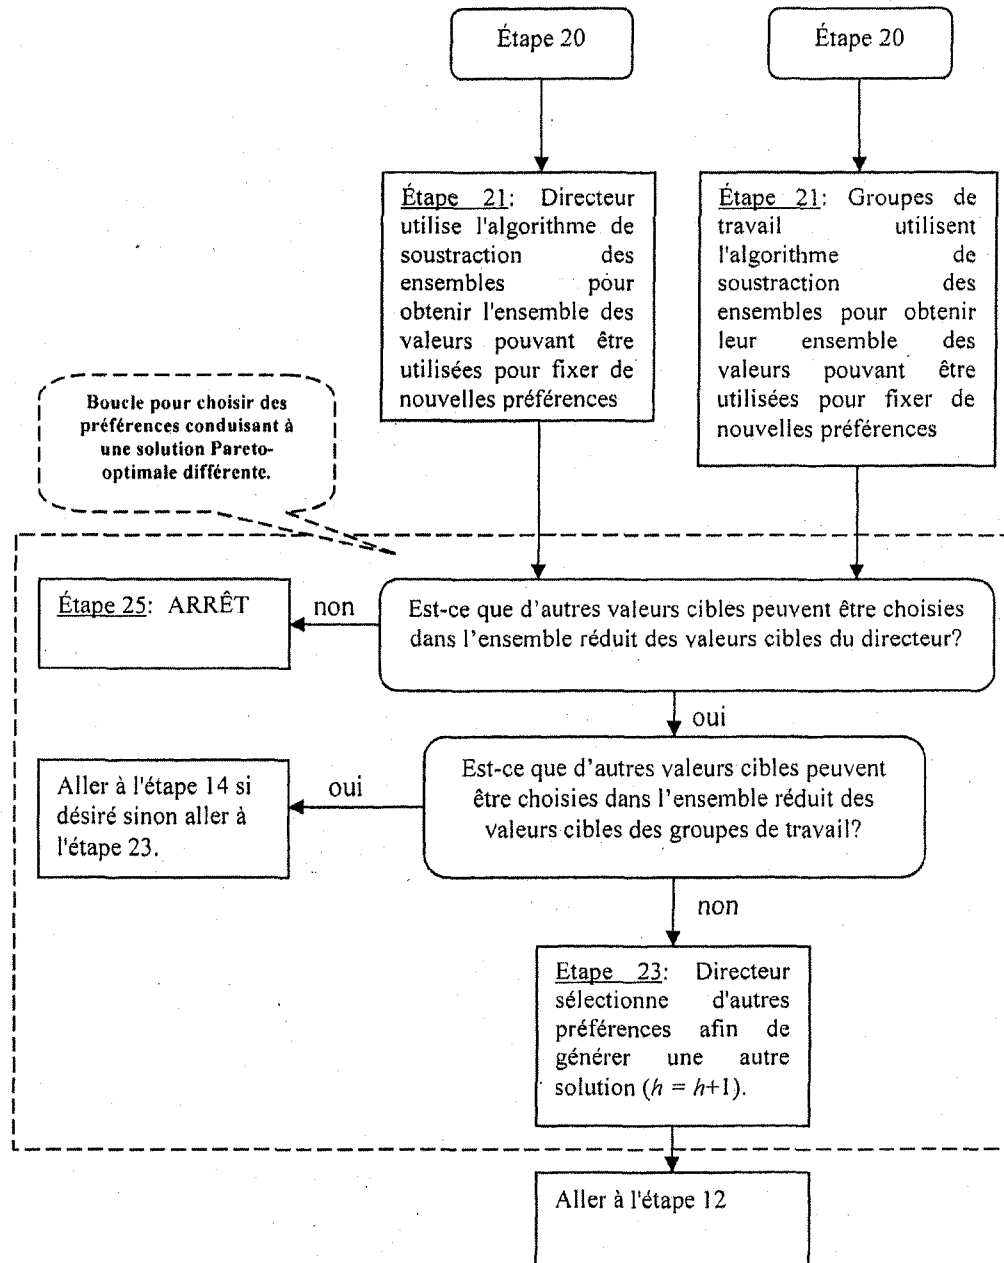 Étape 20
Étape 20
Étape 21: Directeur
utilise l'algorithme de
soustraction des
ensembles pour
obtenir l'ensemble des
valeurs pouvant être
utilisées pour fixer de
nouvelles préférences
Étape 21: Groupes de
travail utilisent
l'algorithme de
soustraction des
ensembles pour obtenir
leur ensemble des
valeurs pouvant être
utilisées pour fixer de
nouvelles préférences
Boucle pour choisir des
préférences conduisant à
une solution Pareto-
optimale différente.
Étape 25: ARRÊT
non
Est-ce que d'autres valeurs cibles peuvent être choisies
dans l'ensemble réduit des valeurs cibles du directeur?
oui
Aller à l'étape 14 si
désiré sinon aller à
l'étape 23.
oui
Est-ce que d'autres valeurs cibles peuvent
être choisies dans l'ensemble réduit des
valeurs cibles des groupes de travail?
non
Etape 23: Directeur
sélectionne d'autres
préférences afin de
générer une autre
solution (h = h+1).
Aller à l'étape 12